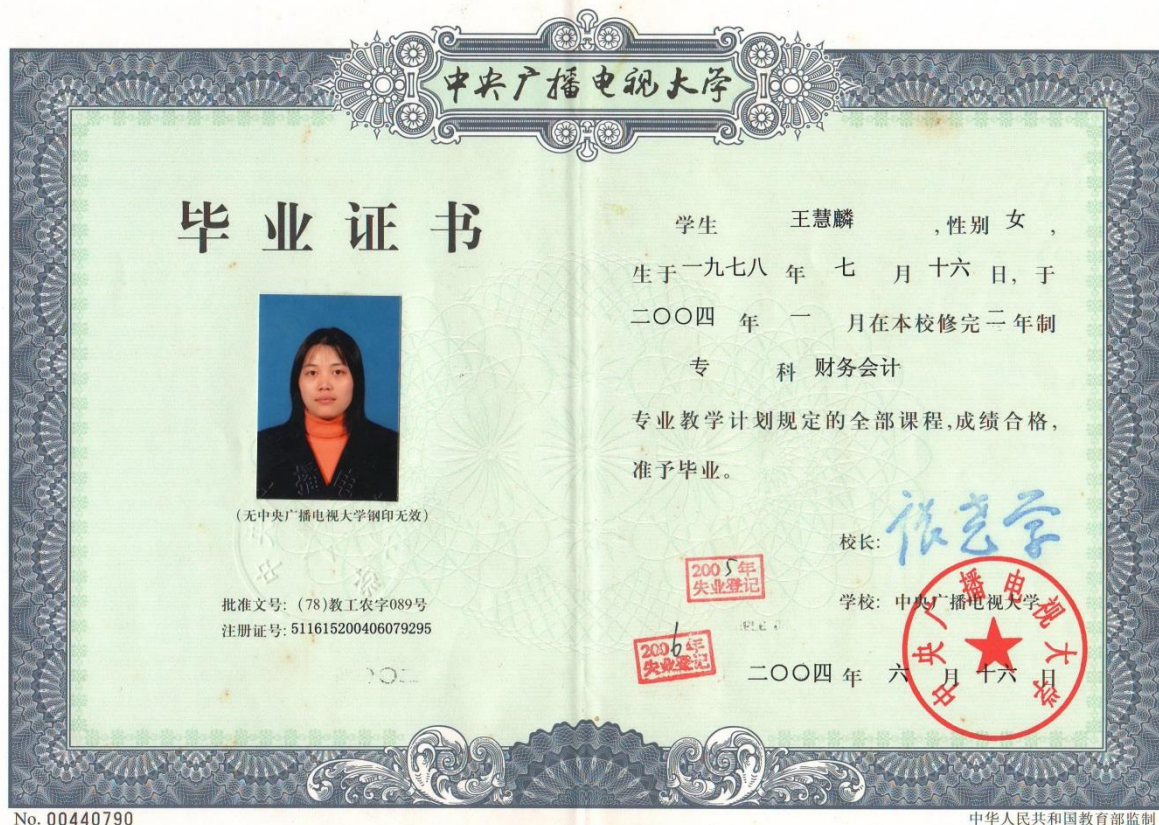 中央广播电视大学
毕业证书
(无中央广播电视大学钢印无效)
批准文号: (78)教工农字089号
注册证号: 511615200406079295
学生 王慧麟 ,性别 女 ,
生于 一九七八 年 七 月 十六 日, 于
二〇〇四 年 一 月在本校修完 二 年制
专 科 财务会计
专业教学计划规定的全部课程,成绩合格,
准予毕业。
校长: 张尧学
2005年
失业登记
学校: 中央广播电视大学
中央广播电视大学
2006年
失业登记
二〇〇四 年 六 月 十六 日
No. 00440790
中华人民共和国教育部监制